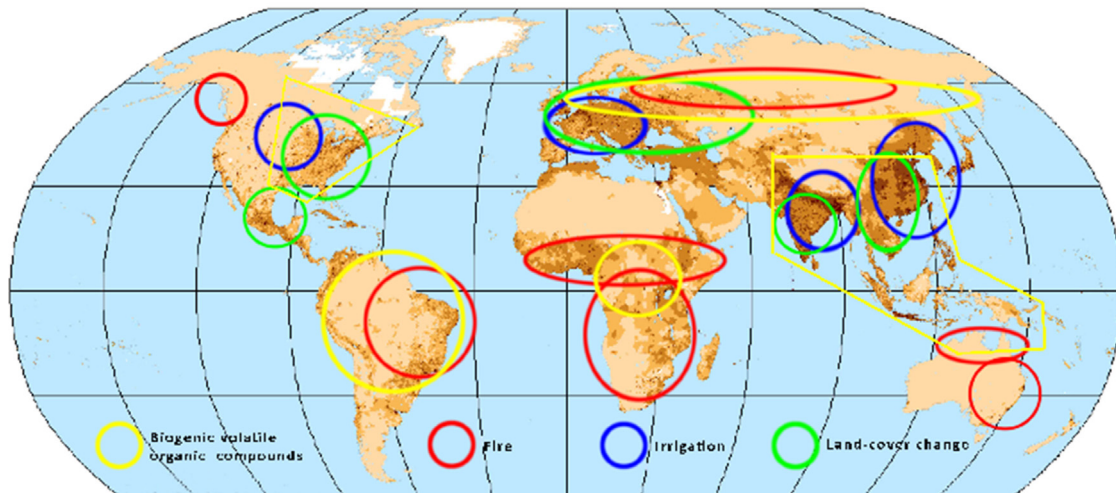 Biogenic volatile
organic compounds
Fire
Irrigation
Land-cover change